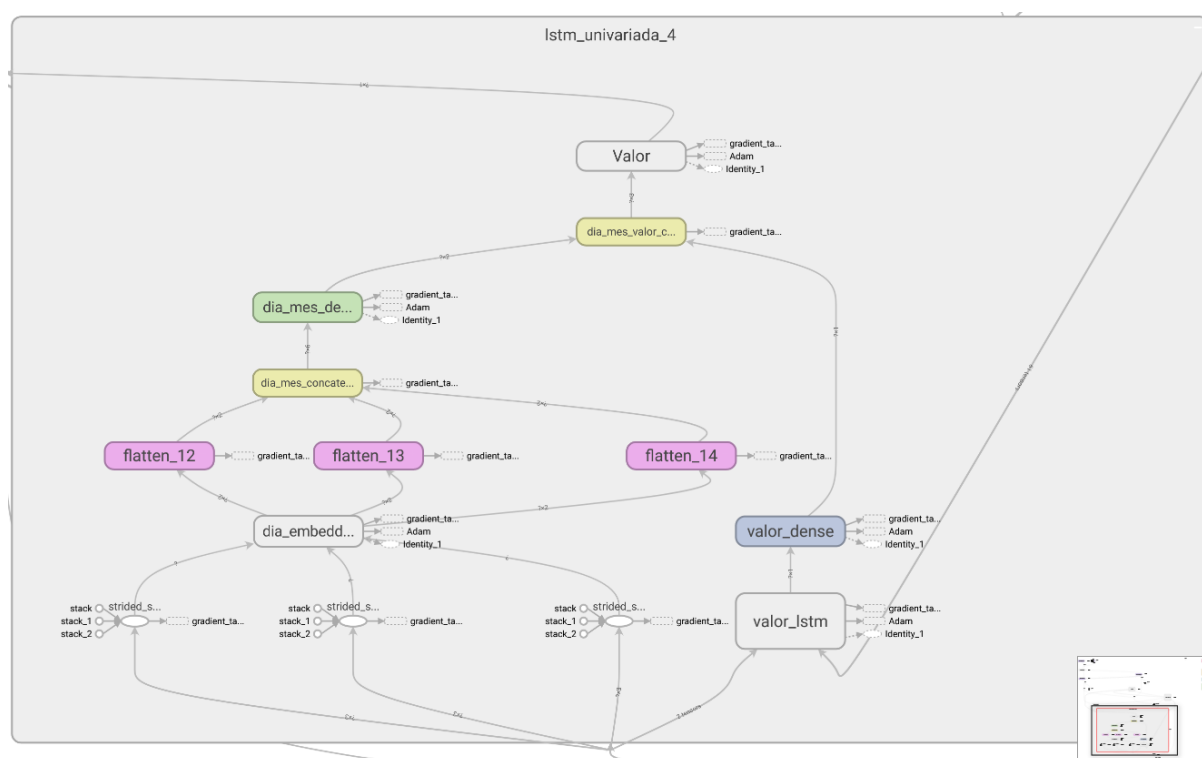 lstm_univariada_4
Valor
gradient_ta...
Adam
Identity_1
dia_mes_valor_c...
gradient_ta...
dia_mes_de...
gradient_ta...
Adam
Identity_1
dia_mes_concate...
gradient_ta...
flatten_12
gradient_ta...
flatten_13
gradient_ta...
flatten_14
gradient_ta...
dia_embedd...
gradient_ta...
Adam
Identity_1
valor_dense
gradient_ta...
Adam
Identity_1
stack
stack_1
stack_2
strided_s...
gradient_ta...
stack
stack_1
stack_2
strided_s...
gradient_ta...
stack
stack_1
stack_2
strided_s...
gradient_ta...
valor_lstm
gradient_ta...
Adam
Identity_1
2 tensors